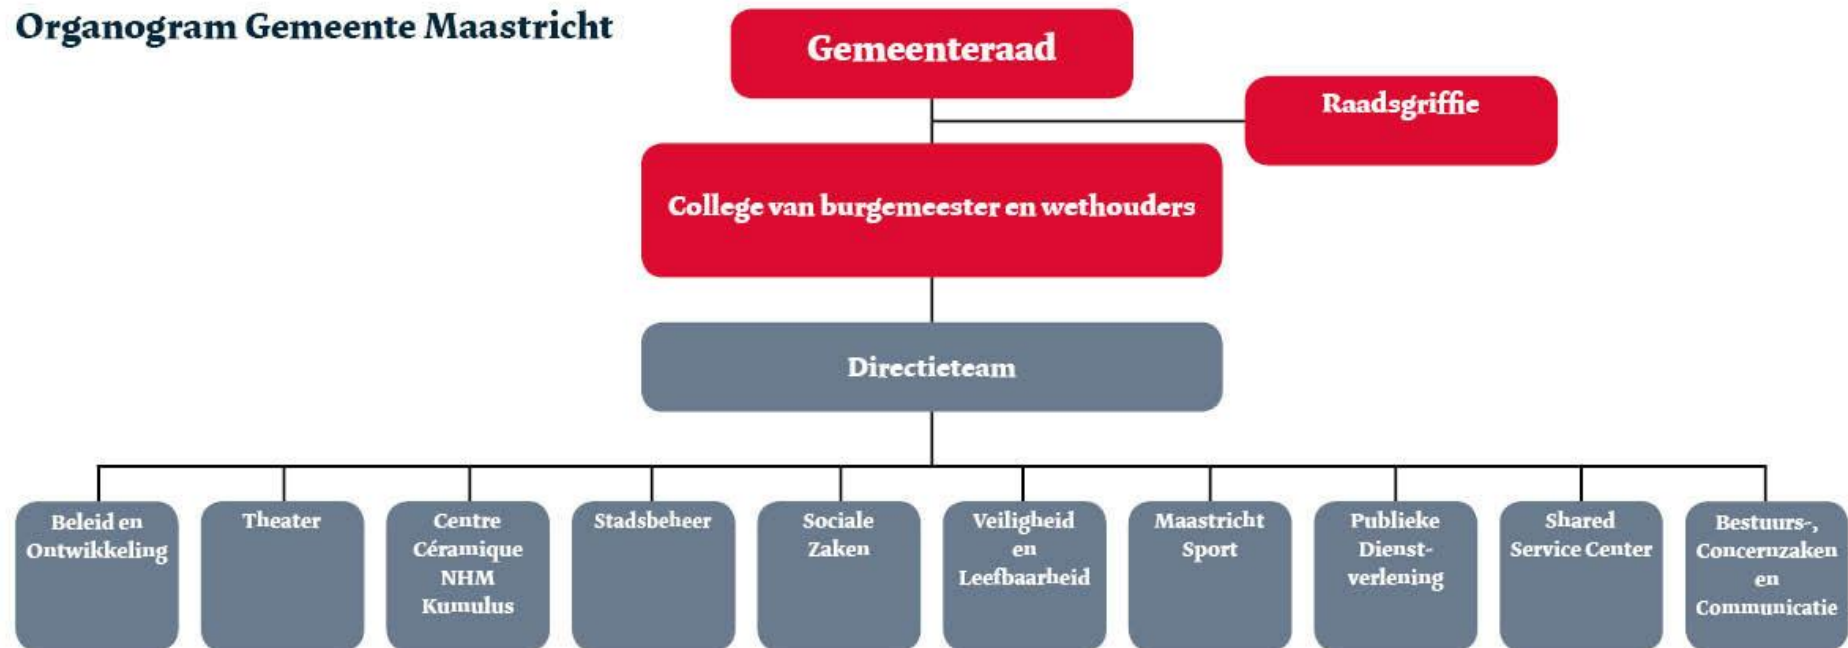 Organogram Gemeente Maastricht
Gemeenteraad
Raadsgriffie
College van burgemeester en wethouders
Directieteam
Beleid en
Ontwikkeling
Theater
Centre
Céramique
NHM
Kumulus
Stadsbeheer
Sociale
Zaken
Veiligheid
en
Leefbaarheid
Maastricht
Sport
Publieke
Dienst-
verlening
Shared
Service Center
Bestuurs-,
Concernzaken
en
Communicatie